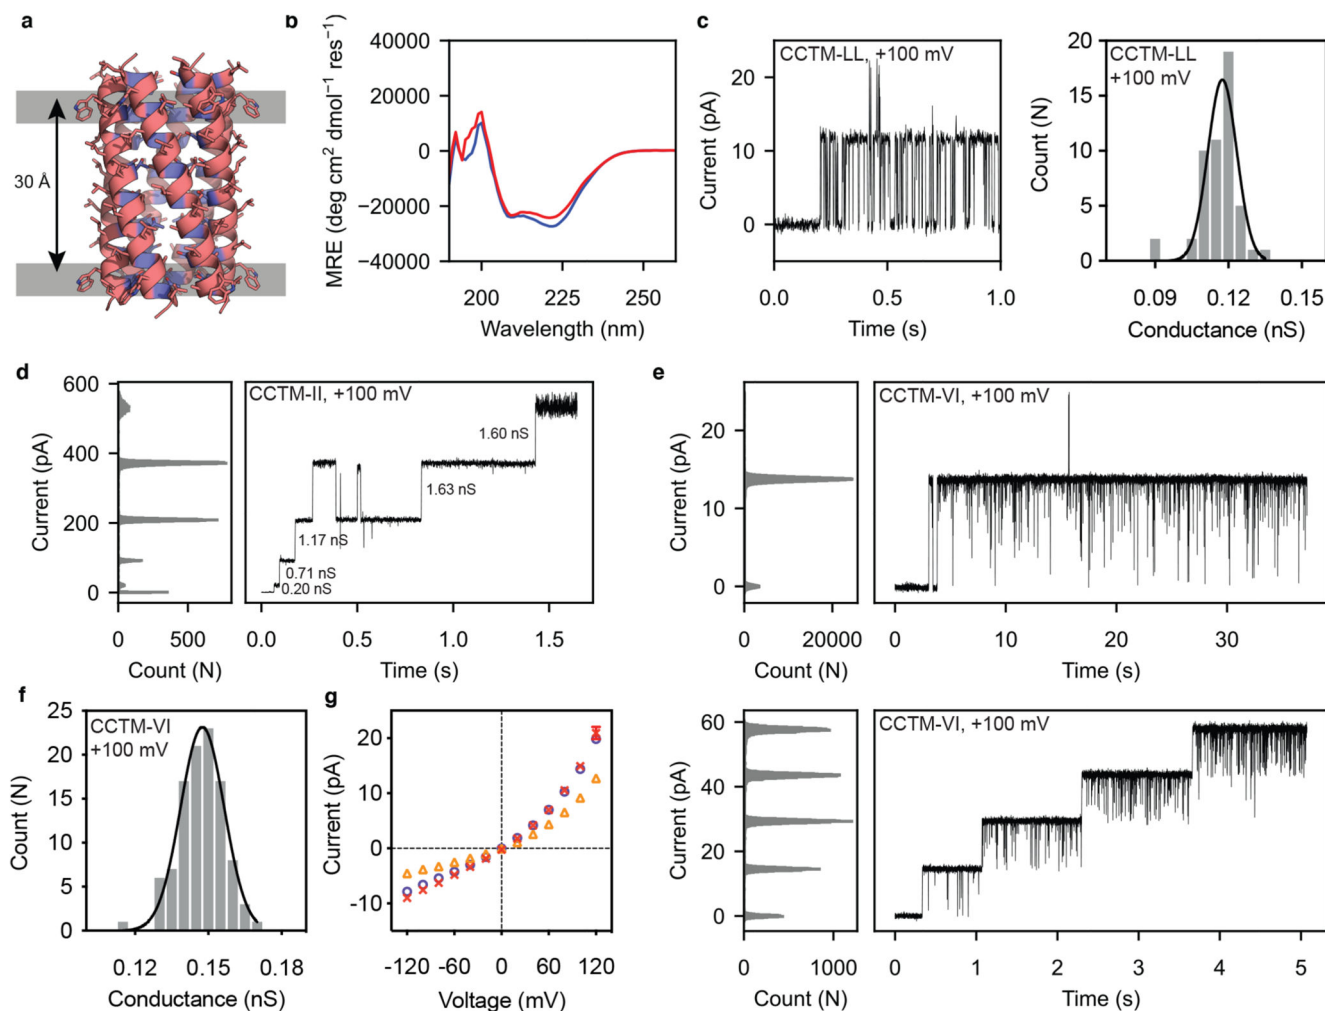 a
30 Å
b
MRE (deg cm² dmol⁻¹ res⁻¹)
40000
20000
0
−20000
−40000
200
225
250
Wavelength (nm)
c
CCTM-LL, +100 mV
Current (pA)
20
10
0
0.0
0.5
1.0
Time (s)
CCTM-LL
+100 mV
Count (N)
20
15
10
5
0
0.09
0.12
0.15
Conductance (nS)
d
Current (pA)
600
400
200
0
0
500
Count (N)
CCTM-II, +100 mV
1.60 nS
1.63 nS
1.17 nS
0.71 nS
0.20 nS
0.0
0.5
1.0
1.5
Time (s)
e
Current (pA)
20
10
0
0
20000
Count (N)
CCTM-VI, +100 mV
0
10
20
30
Time (s)
f
CCTM-VI
+100 mV
Count (N)
25
20
15
10
5
0
0.12
0.15
0.18
Conductance (nS)
g
Current (pA)
20
10
0
-10
-120
-60
0
60
120
Voltage (mV)
Current (pA)
60
40
20
0
0
1000
Count (N)
CCTM-VI, +100 mV
0
1
2
3
4
5
Time (s)